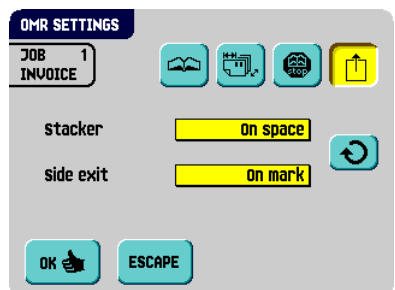 OMR SETTINGS
JOB 1
INVOICE
stop
Stacker On space
Side exit On mark
OK ESCAPE